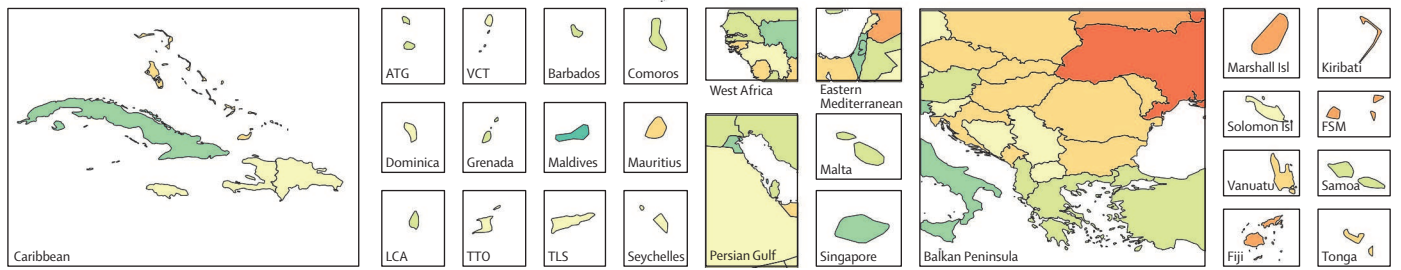 Caribbean
ATG
VCT
Barbados
Comoros
Dominica
Grenada
Maldives
Mauritius
LCA
TTO
TLS
Seychelles
West Africa
Eastern
Mediterranean
Persian Gulf
Malta
Singapore
Balkan Peninsula
Marshall Isl
Kiribati
Solomon Isl
FSM
Vanuatu
Samoa
Fiji
Tonga